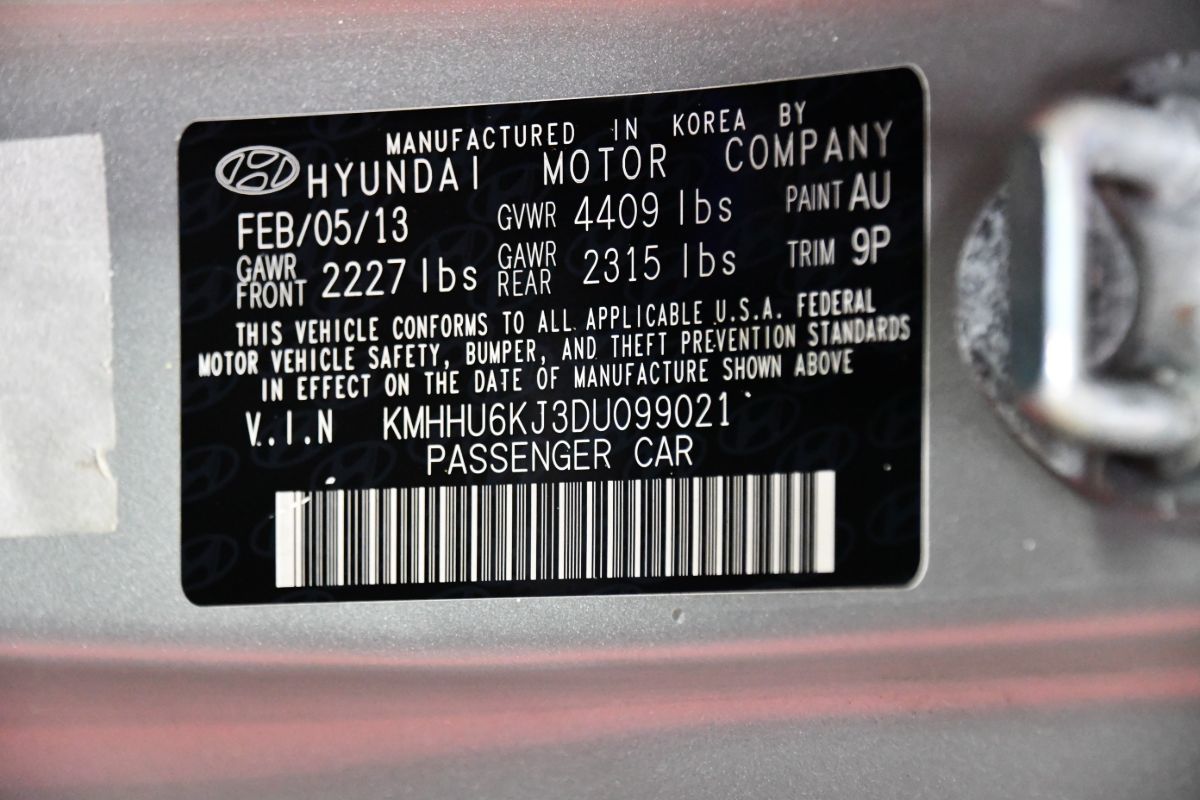 MANUFACTURED IN KOREA BY
HYUNDAI MOTOR COMPANY
FEB/05/13 GVWR 4409 lbs PAINT AU
GAWR FRONT 2227 lbs GAWR REAR 2315 lbs TRIM 9P
THIS VEHICLE CONFORMS TO ALL APPLICABLE U.S.A. FEDERAL
MOTOR VEHICLE SAFETY, BUMPER, AND THEFT PREVENTION STANDARDS
IN EFFECT ON THE DATE OF MANUFACTURE SHOWN ABOVE
V.I.N KMHHU6KJ3DU099021
PASSENGER CAR